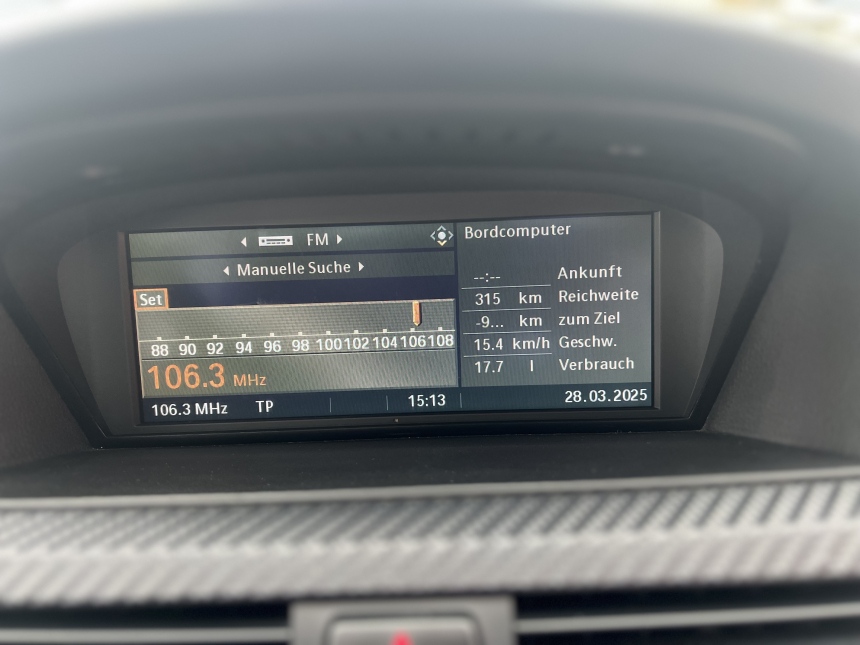 FM
Manuelle Suche
Set
88 90 92 94 96 98 100 102 104 106 108
106.3 MHz
106.3 MHz TP 15:13
Bordcomputer
--:-- Ankunft
315 km Reichweite
-9... km zum Ziel
15.4 km/h Geschw.
17.7 l Verbrauch
28.03.2025